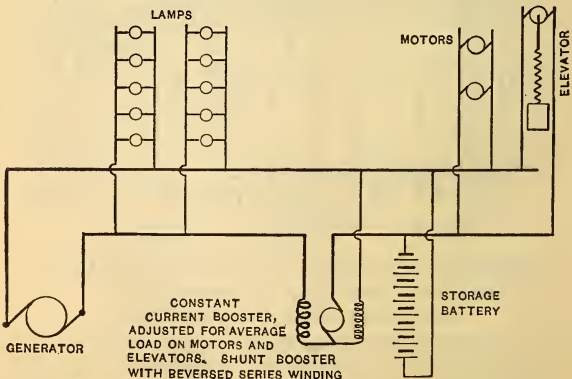 LAMPS
MOTORS
ELEVATOR
GENERATOR
CONSTANT
CURRENT BOOSTER,
ADJUSTED FOR AVERAGE
LOAD ON MOTORS AND
ELEVATORS. SHUNT BOOSTER
WITH BEVERSED SERIES WINDING
STORAGE
BATTERY